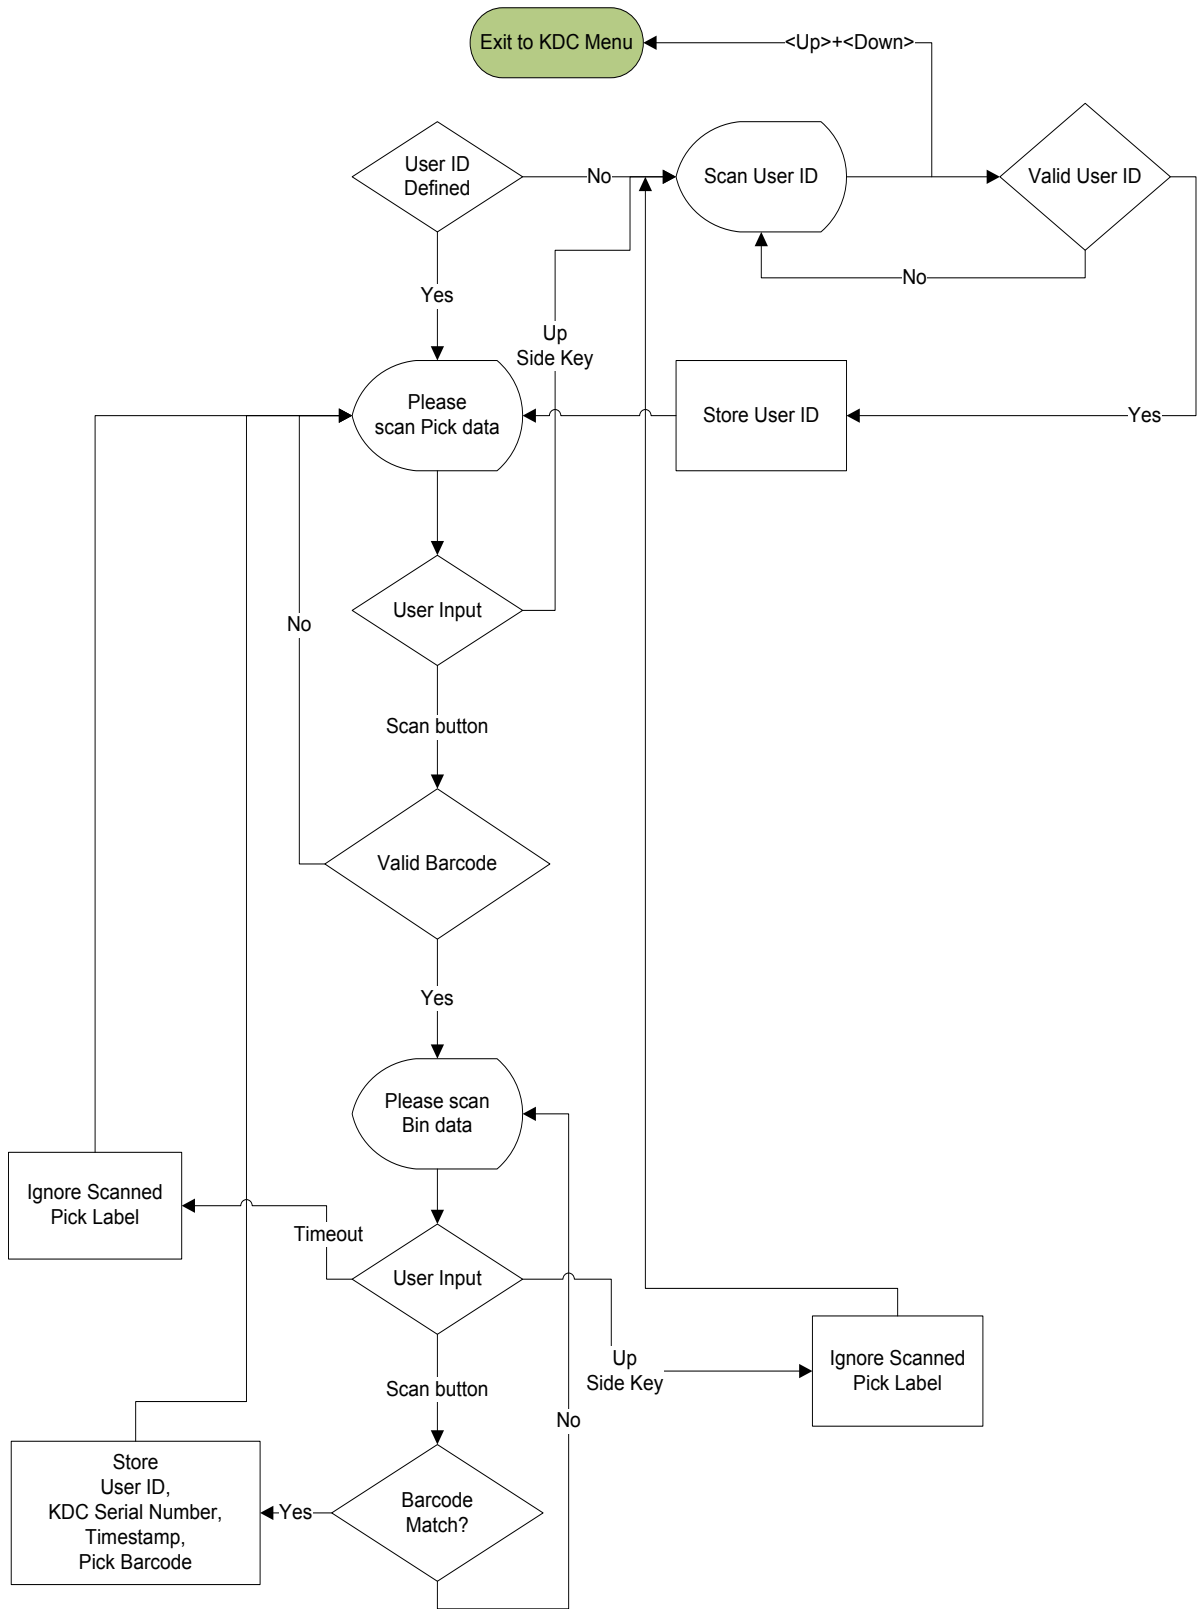 Exit to KDC Menu
<Up>+<Down>
User ID
Defined
No
Scan User ID
Valid User ID
No
Yes
Up
Side Key
Please
scan Pick data
Store User ID
Yes
User Input
No
Scan button
Valid Barcode
Yes
Please scan
Bin data
Ignore Scanned
Pick Label
Timeout
User Input
Up
Side Key
Ignore Scanned
Pick Label
Scan button
No
Store
User ID,
KDC Serial Number,
Timestamp,
Pick Barcode
Yes
Barcode
Match?